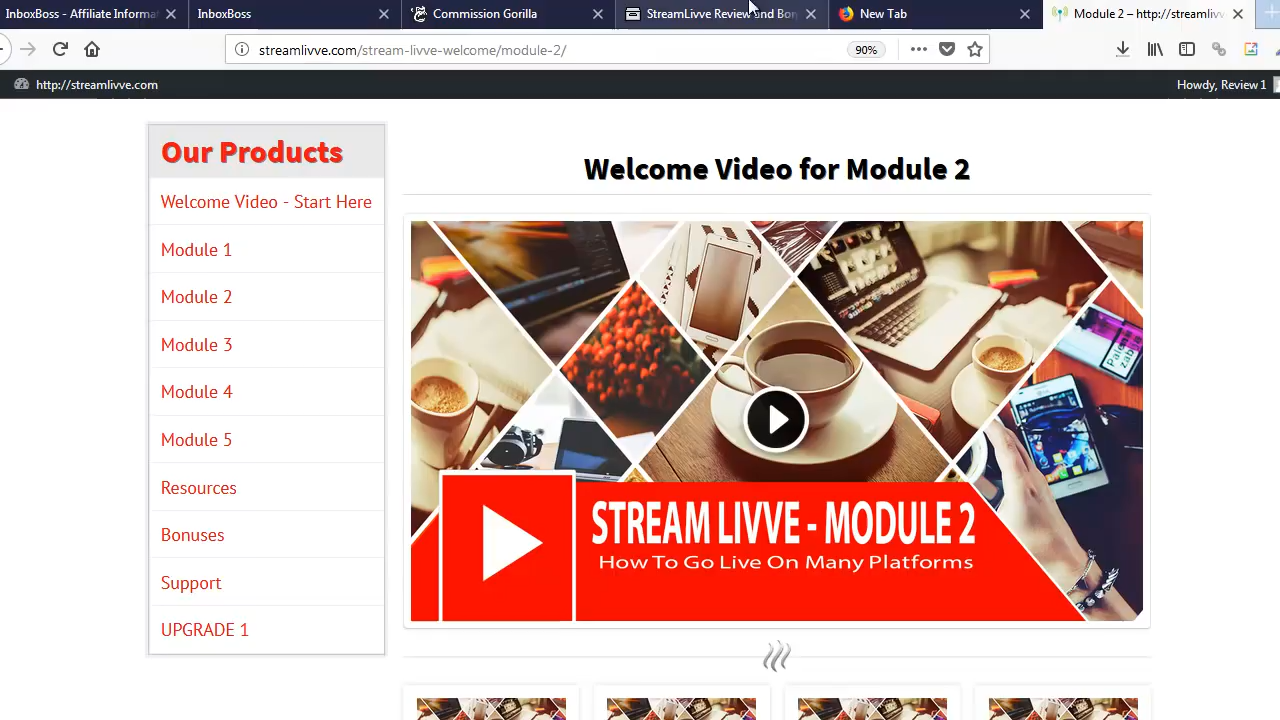 InboxBoss - Affiliate Informat
InboxBoss
Commission Gorilla
StreamLivve Review and Bon
New Tab
Module 2 – http://streamlivv
streamlivve.com/stream-livve-welcome/module-2/
90%
http://streamlivve.com
Howdy, Review 1
Our Products
Welcome Video - Start Here
Module 1
Module 2
Module 3
Module 4
Module 5
Resources
Bonuses
Support
UPGRADE 1
Welcome Video for Module 2
STREAM LIVVE - MODULE 2
How To Go Live On Many Platforms